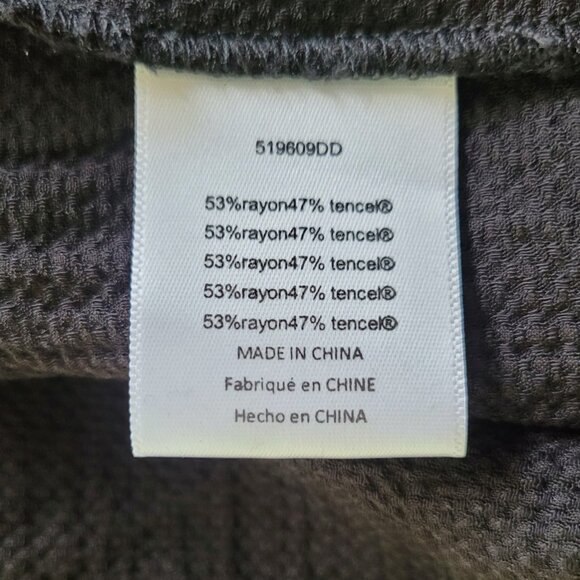 519609DD
53%rayon47% tencel®
53%rayon47% tencel®
53%rayon47% tencel®
53%rayon47% tencel®
53%rayon47% tencel®
MADE IN CHINA
Fabriqué en CHINE
Hecho en CHINA